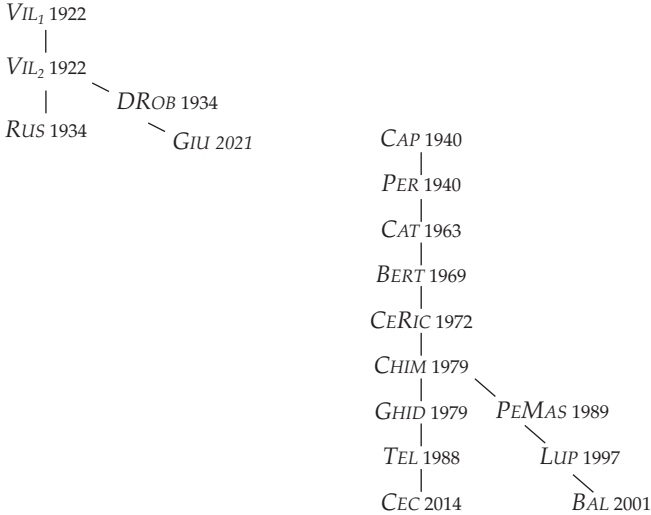 VIL₁ 1922
VIL₂ 1922
DROB 1934
RUS 1934
GIU 2021
CAP 1940
PER 1940
CAT 1963
BERT 1969
CERIC 1972
CHIM 1979
GHID 1979
PEMAS 1989
TEL 1988
LUP 1997
CEC 2014
BAL 2001